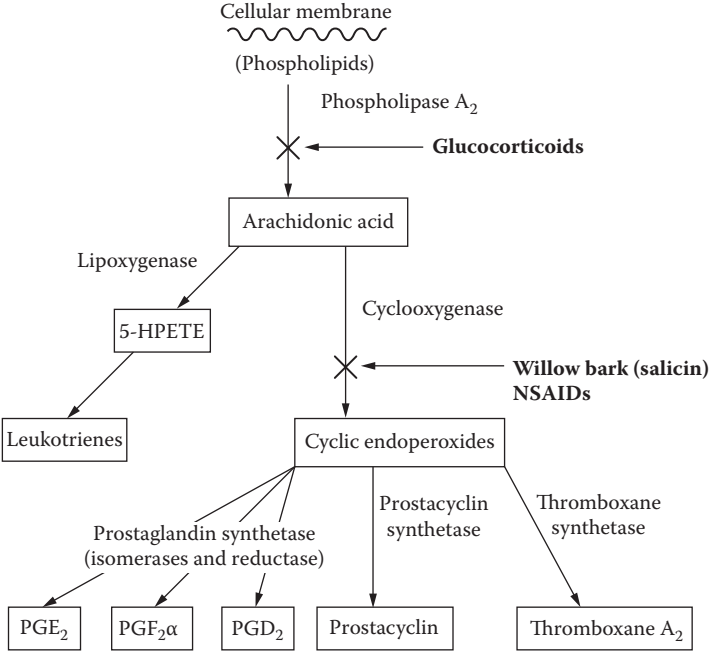 Cellular membrane
(Phospholipids)
Phospholipase A₂
Glucocorticoids
Arachidonic acid
Lipoxygenase
5-HPETE
Cyclooxygenase
Willow bark (salicin)
NSAIDs
Leukotrienes
Cyclic endoperoxides
Prostaglandin synthetase
(isomerases and reductase)
Prostacyclin
synthetase
Thromboxane
synthetase
PGE₂
PGF₂α
PGD₂
Prostacyclin
Thromboxane A₂